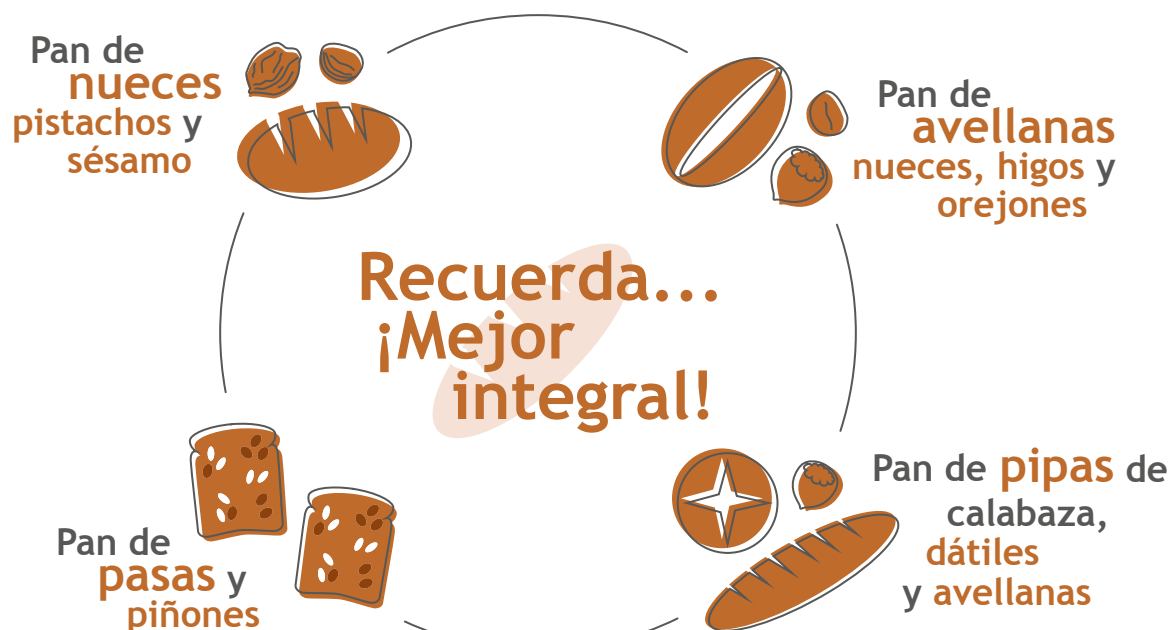 Pan de
nueces
pistachos y
sésamo
Pan de
avellanas
nueces, higos y
orejones
Recuerda...
¡Mejor
integral!
Pan de
pasas y
piñones
Pan de pipas de
calabaza,
dátiles
y avellanas